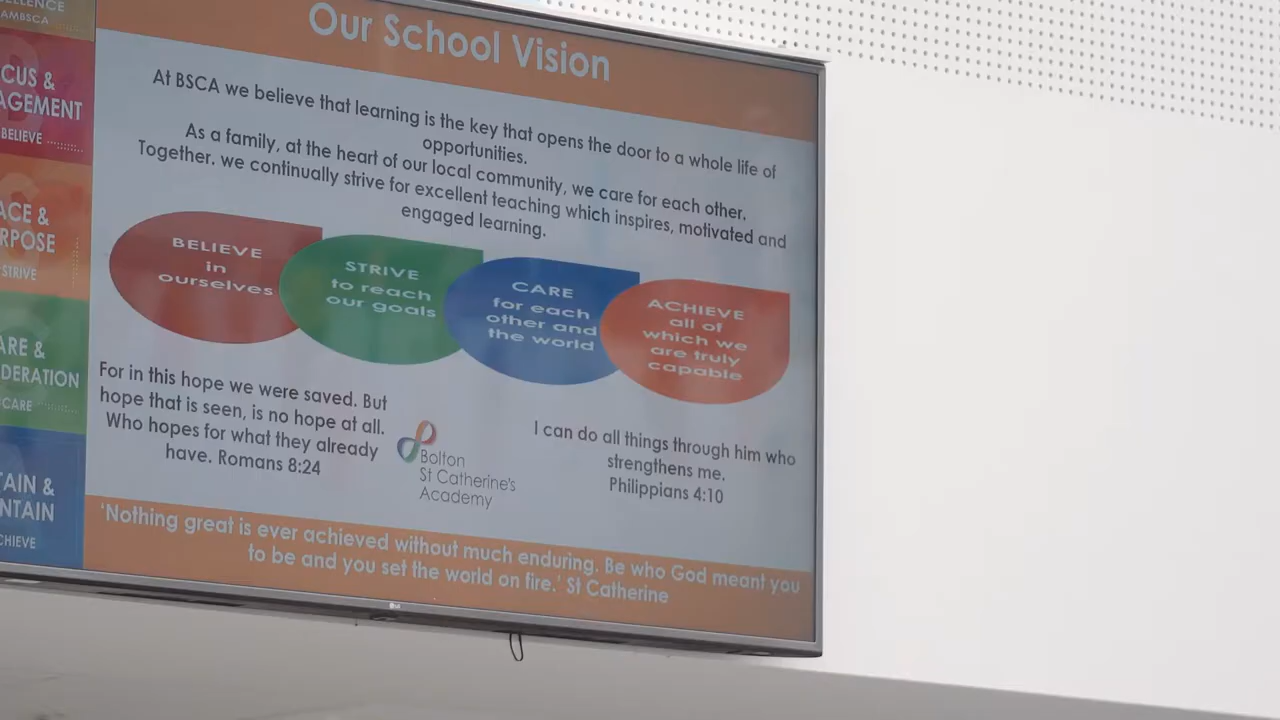 LLENCE
AMBSCA
CUS &
AGEMENT
BELIEVE
ACE &
RPOSE
STRIVE
ARE &
DERATION
CARE
TAIN &
NTAIN
CHIEVE
Our School Vision
At BSCA we believe that learning is the key that opens the door to a whole life of
opportunities.
As a family, at the heart of our local community, we care for each other.
Together. we continually strive for excellent teaching which inspires, motivated and
engaged learning.
BELIEVE
in
ourselves
STRIVE
to reach
our goals
CARE
for each
other and
the world
ACHIEVE
all of
which we
are truly
capable
For in this hope we were saved. But
hope that is seen, is no hope at all.
Who hopes for what they already
have. Romans 8:24
Bolton
St Catherine's
Academy
I can do all things through him who
strengthens me.
Philippians 4:10
'Nothing great is ever achieved without much enduring. Be who God meant you
to be and you set the world on fire.' St Catherine
LG